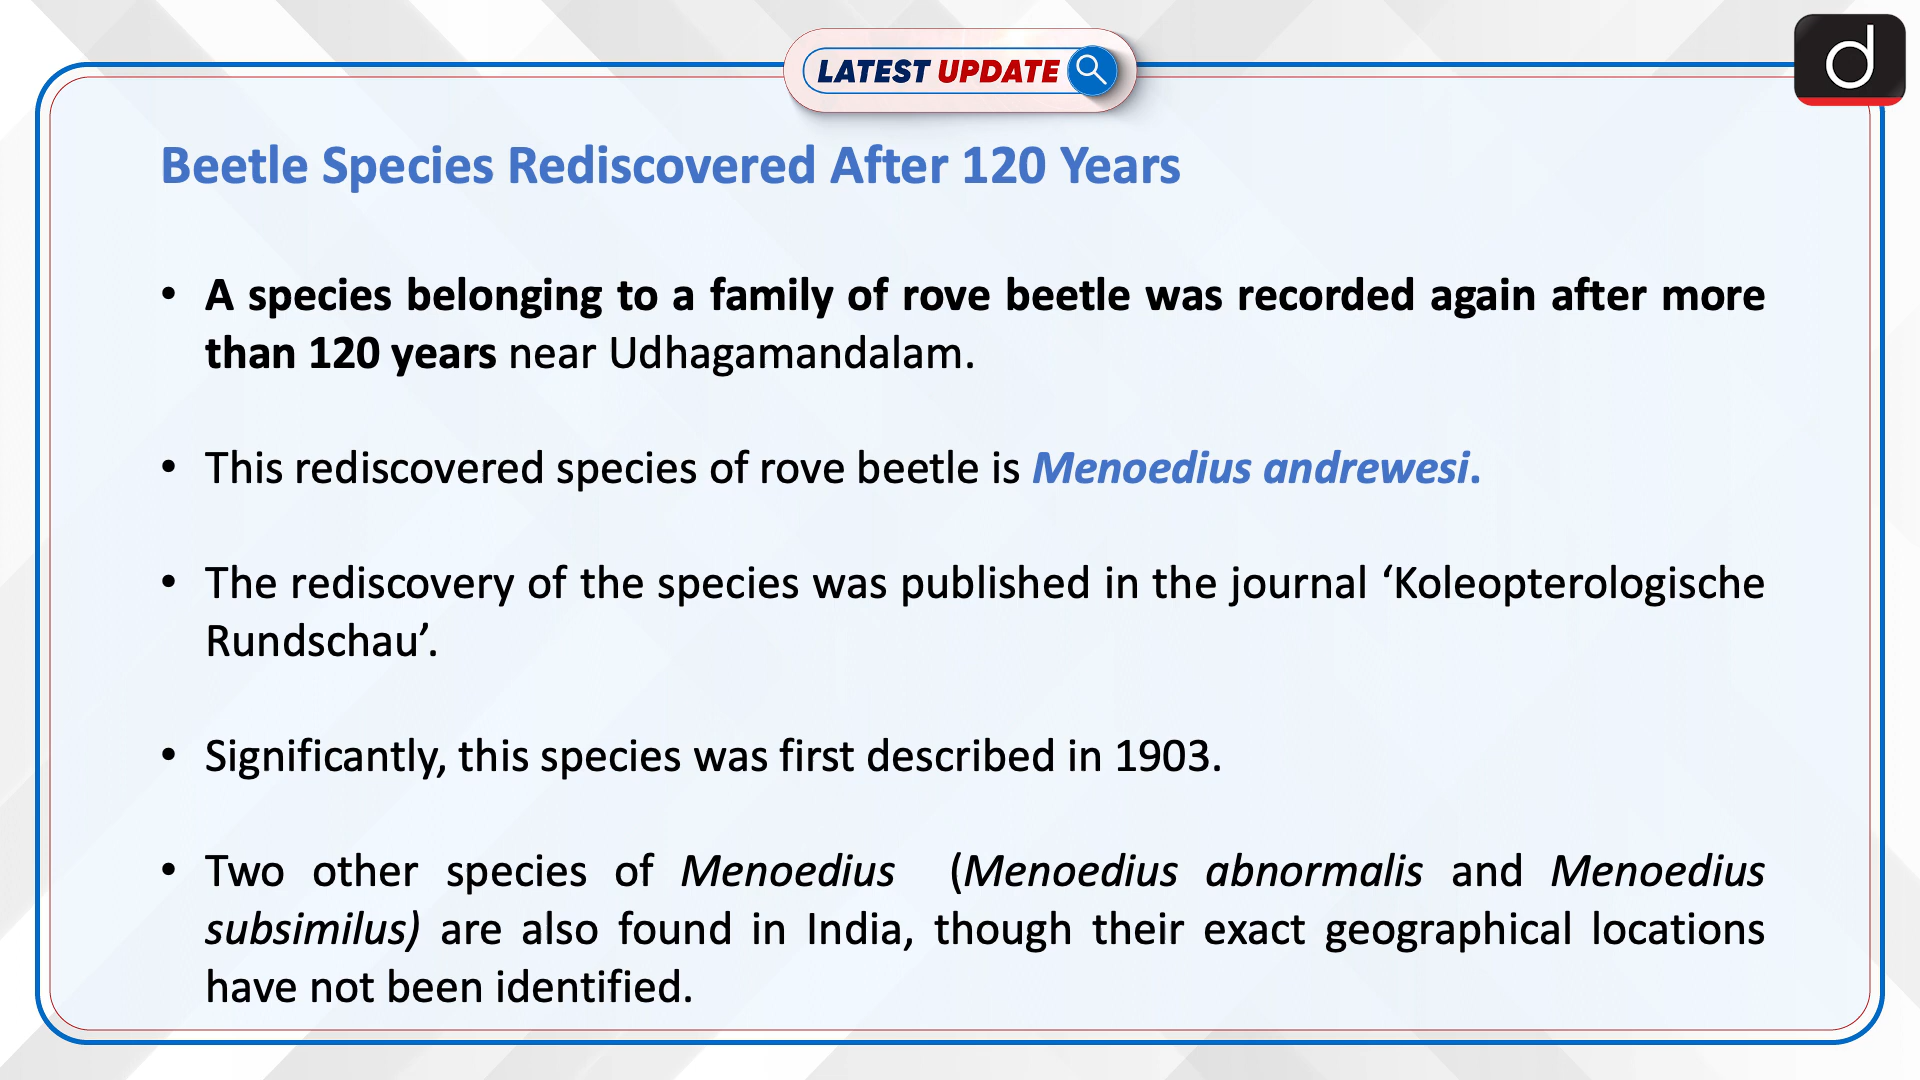 LATEST UPDATE
d
Beetle Species Rediscovered After 120 Years
• A species belonging to a family of rove beetle was recorded again after more
than 120 years near Udhagamandalam.
• This rediscovered species of rove beetle is Menoedius andrewesi.
• The rediscovery of the species was published in the journal ‘Koleopterologische
Rundschau’.
• Significantly, this species was first described in 1903.
• Two other species of Menoedius (Menoedius abnormalis and Menoedius
subsimilus) are also found in India, though their exact geographical locations
have not been identified.